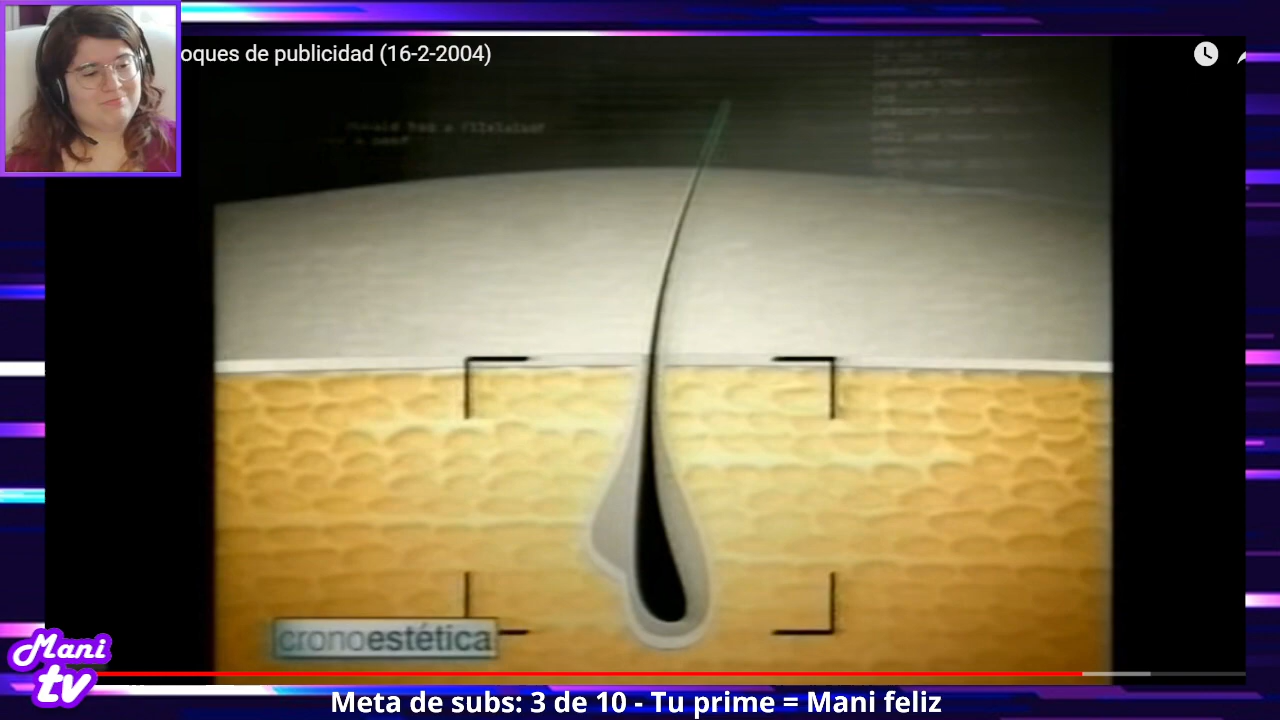 oques de publicidad (16-2-2004)
cronoestética
Mani
tv
Meta de subs: 3 de 10 - Tu prime = Mani feliz